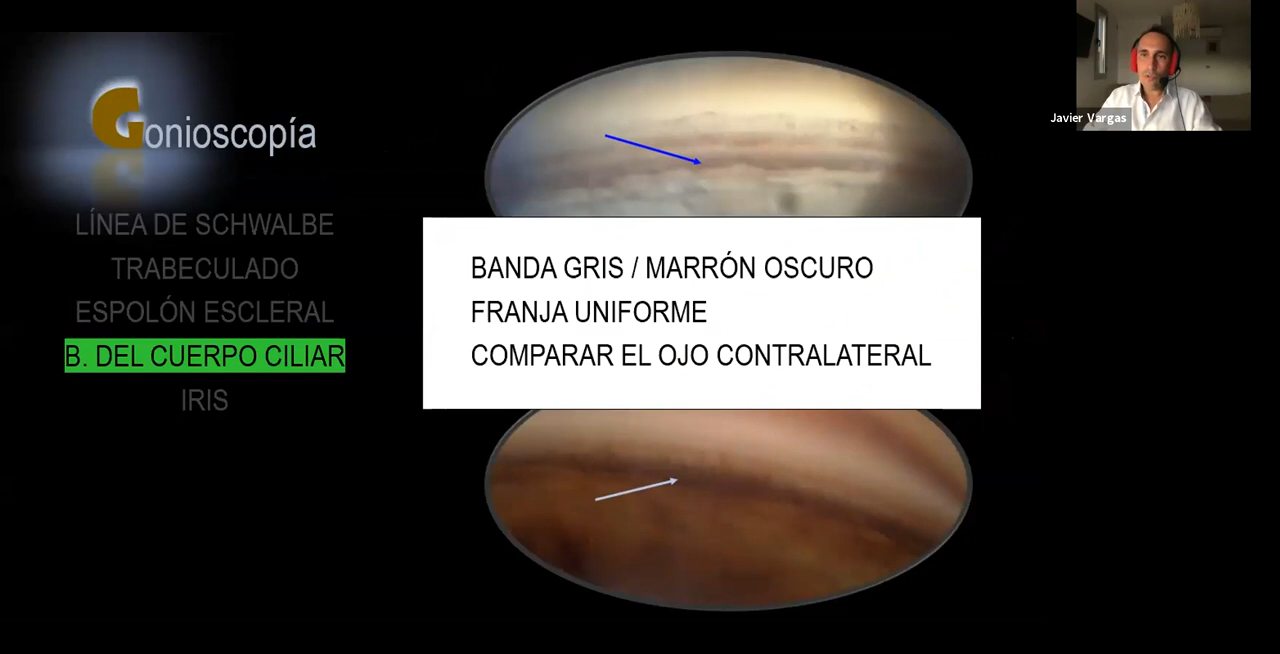 Gonioscopía
LÍNEA DE SCHWALBE
TRABECULADO
ESPOLÓN ESCLERAL
B. DEL CUERPO CILIAR
IRIS
BANDA GRIS / MARRÓN OSCURO
FRANJA UNIFORME
COMPARAR EL OJO CONTRALATERAL
Javier Vargas